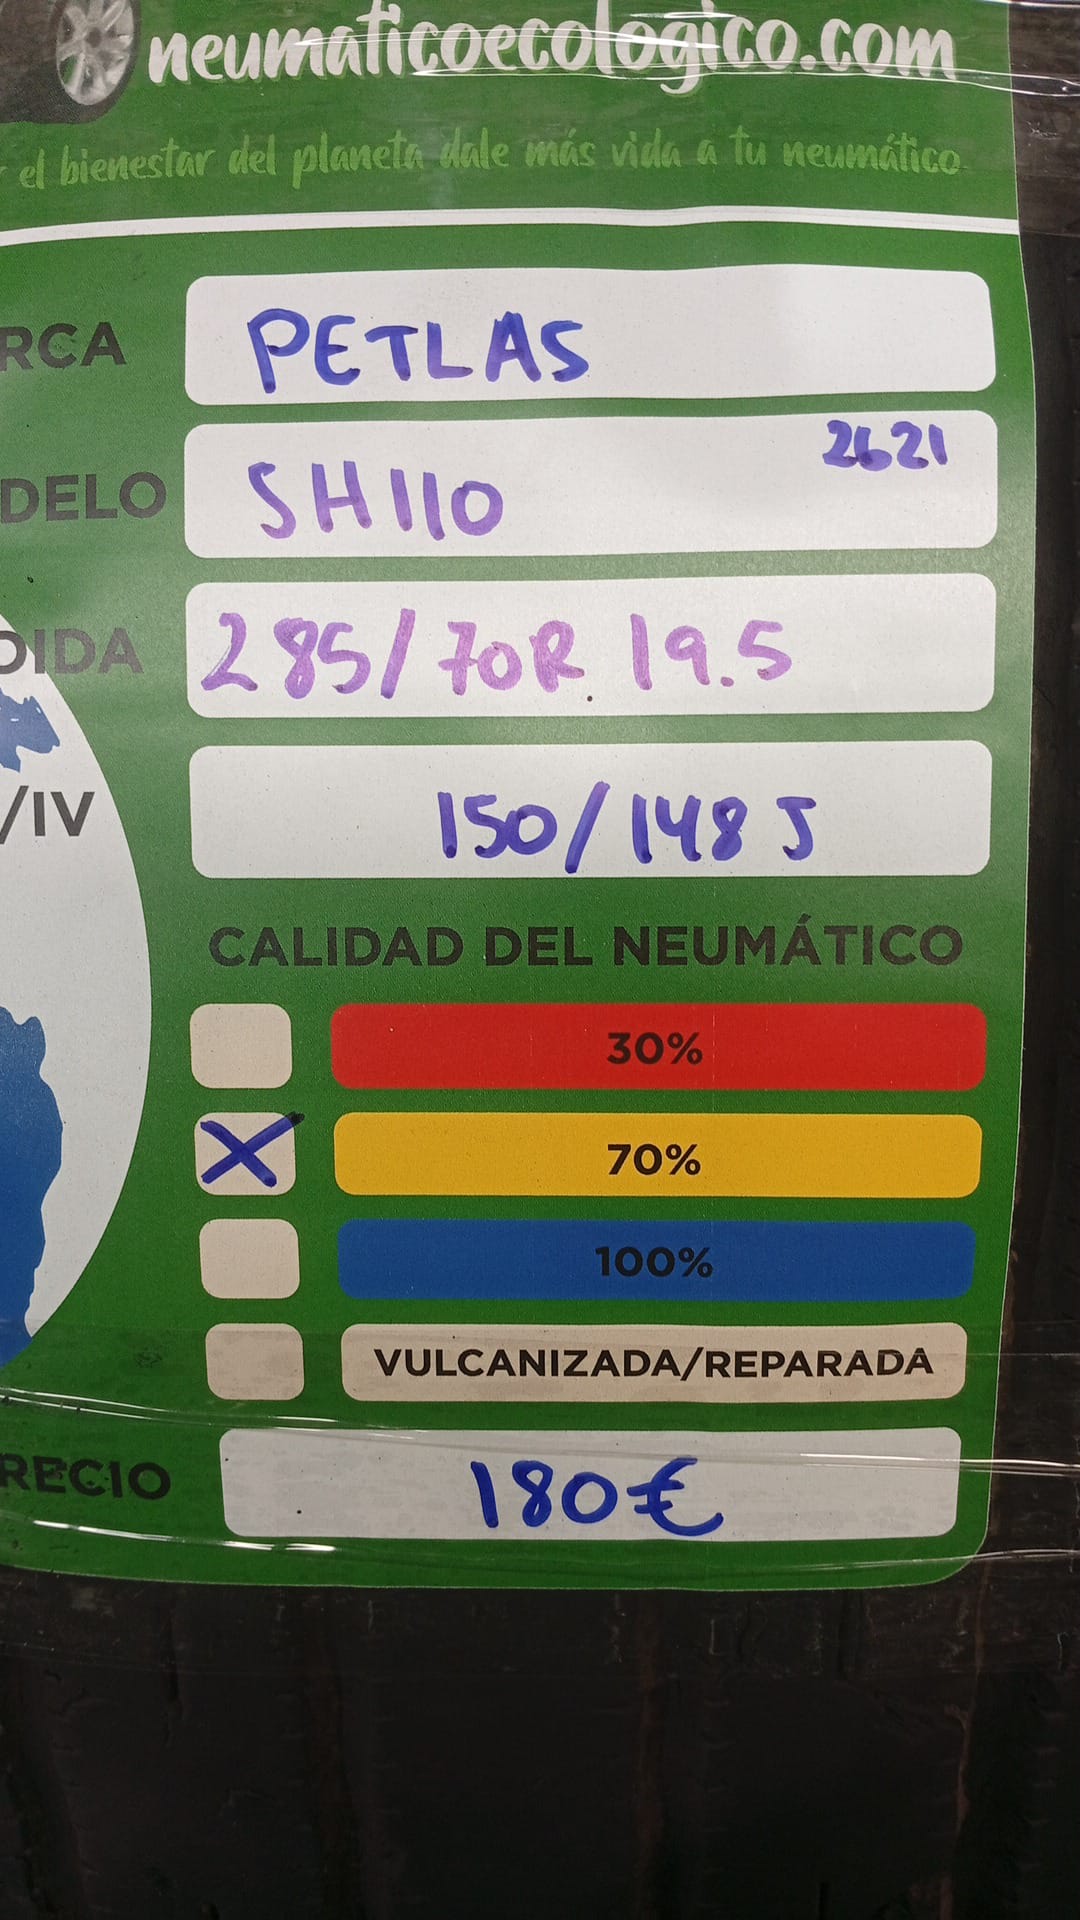 neumaticoecologico.com
el bienestar del planeta dale más vida a tu neumático
RCA PETLAS
2621
DELO SH110
DIDA 285/70R 19.5
/IV 150/148 J
CALIDAD DEL NEUMÁTICO
30%
X 70%
100%
VULCANIZADA/REPARADA
RECIO 180€